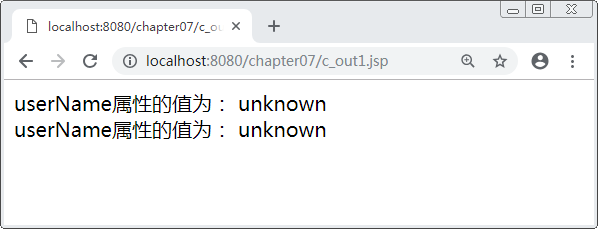 localhost:8080/chapter07/c_ou
localhost:8080/chapter07/c_out1.jsp
userName属性的值为： unknown
userName属性的值为： unknown